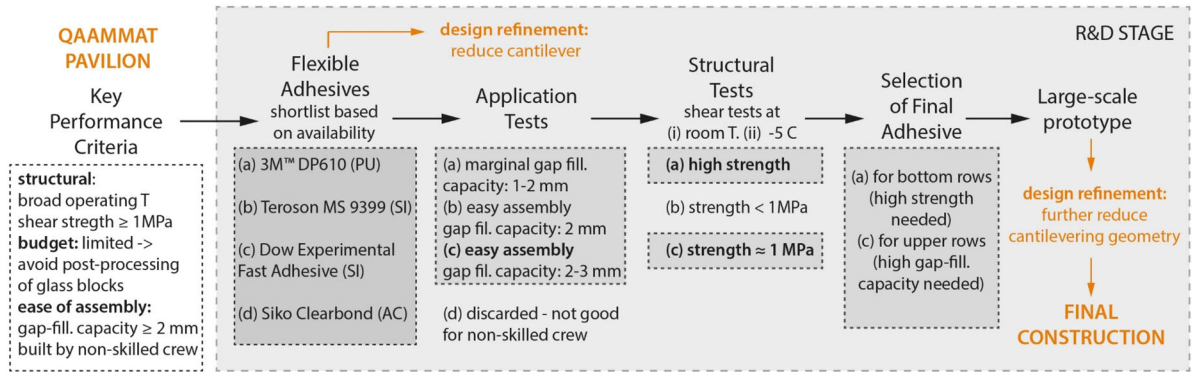 QAAMMAT
PAVILION
Key
Performance
Criteria
structural:
broad operating T
shear stregth ≥ 1MPa
budget: limited ->
avoid post-processing
of glass blocks
ease of assembly:
gap-fill. capacity ≥ 2 mm
built by non-skilled crew
R&D STAGE
design refinement:
reduce cantilever
Flexible
Adhesives
shortlist based
on availability
(a) 3M™ DP610 (PU)
(b) Teroson MS 9399 (SI)
(c) Dow Experimental
Fast Adhesive (SI)
(d) Siko Clearbond (AC)
Application
Tests
(a) marginal gap fill.
capacity: 1-2 mm
(b) easy assembly
gap fill. capacity: 2 mm
(c) easy assembly
gap fil. capacity: 2-3 mm
(d) discarded - not good
for non-skilled crew
Structural
Tests
shear tests at
(i) room T. (ii) -5 C
(a) high strength
(b) strength < 1MPa
(c) strength ≈ 1 MPa
Selection
of Final
Adhesive
(a) for bottom rows
(high strength
needed)
(c) for upper rows
(high gap-fill.
capacity needed)
Large-scale
prototype
design refinement:
further reduce
cantilevering geometry
FINAL
CONSTRUCTION